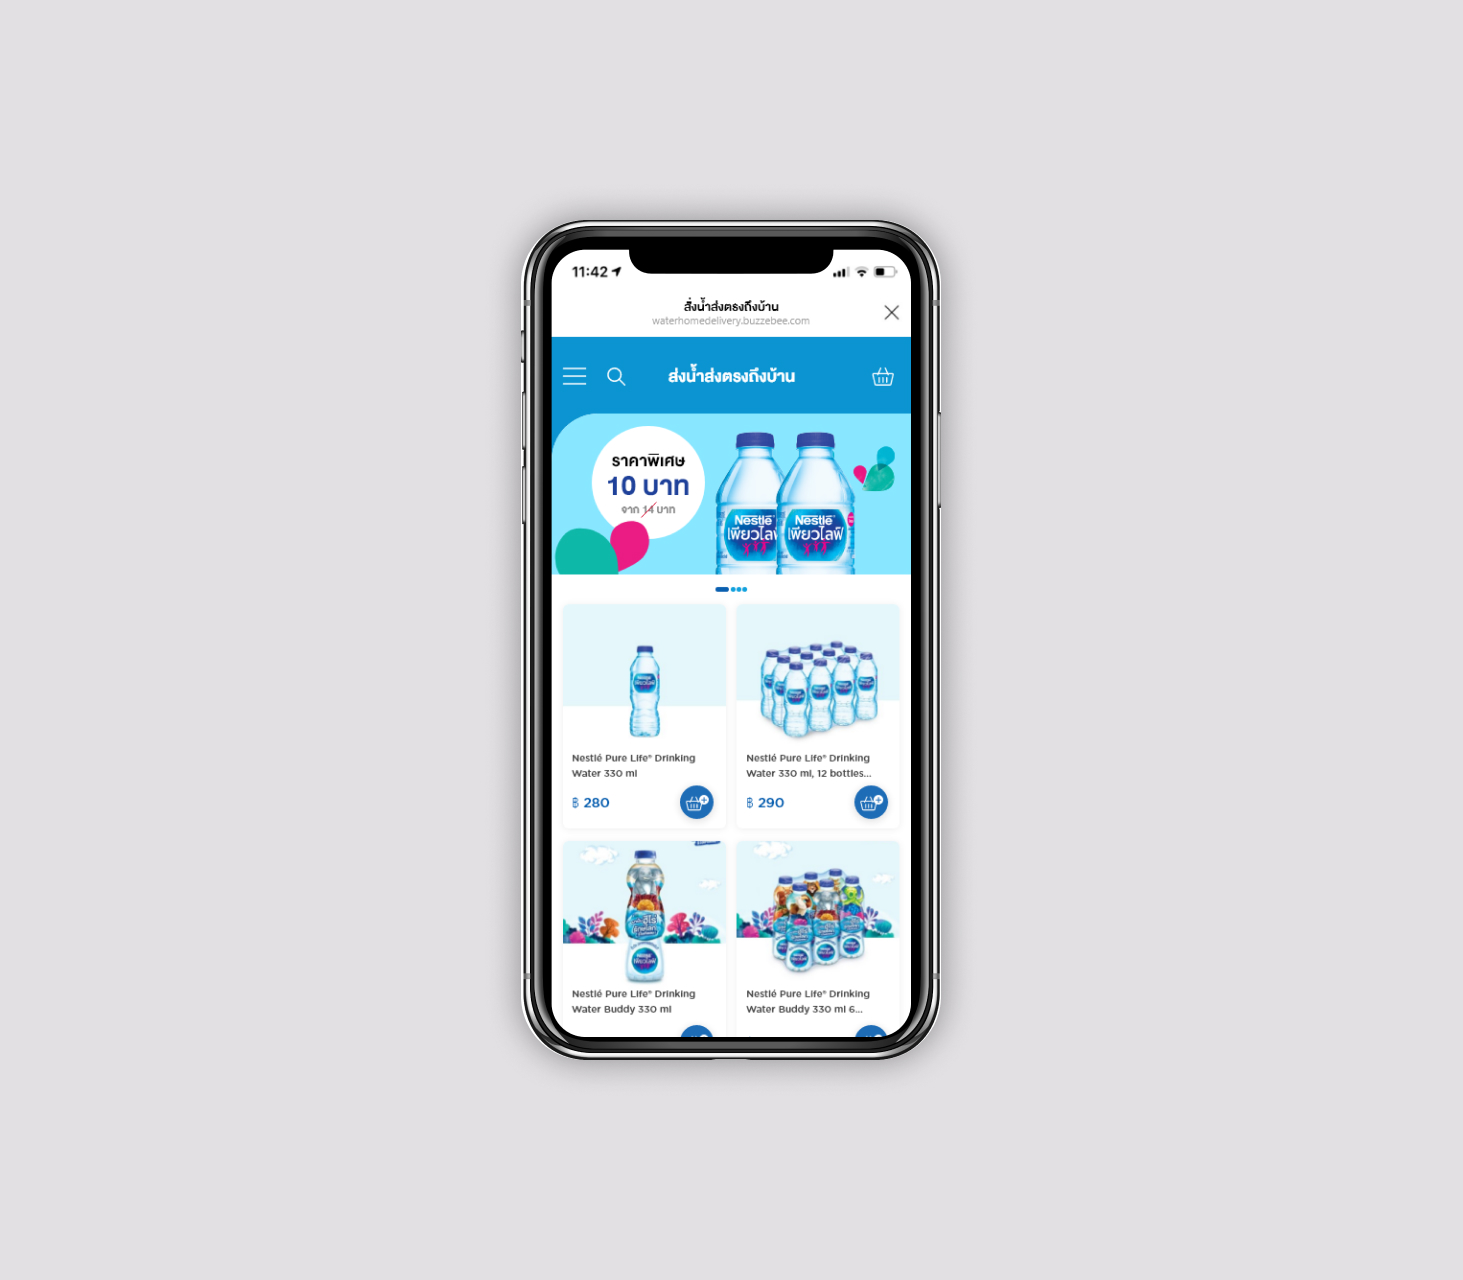 11:42
สั่งน้ำส่งตรงถึงบ้าน
waterhomedelivery.buzzebee.com
ส่งน้ำส่งตรงถึงบ้าน
ราคาพิเศษ
10 บาท
จาก 14 บาท
Nestlé Nestlé
เพียวไลฟ์ เพียวไลฟ์
Nestlé Pure Life® Drinking
Water 330 ml
฿ 280
Nestlé Pure Life® Drinking
Water 330 ml, 12 bottles...
฿ 290
Nestlé Pure Life® Drinking
Water Buddy 330 ml
Nestlé Pure Life® Drinking
Water Buddy 330 ml 6...